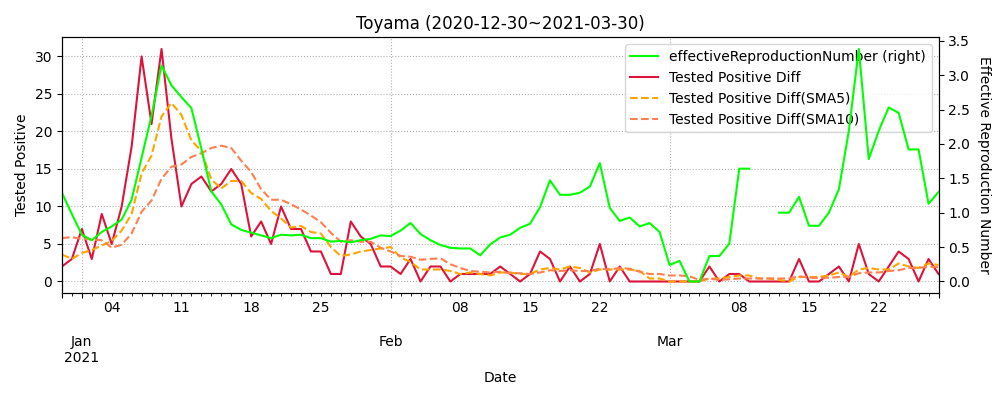 Toyama (2020-12-30~2021-03-30)
effectiveReproductionNumber (right)
Tested Positive Diff
Tested Positive Diff(SMA5)
Tested Positive Diff(SMA10)
Tested Positive
30
25
20
15
10
5
0
Effective Reproduction Number
3.5
3.0
2.5
2.0
1.5
1.0
0.5
0.0
04 11 18 25 08 15 22 08 15 22
Jan Feb Mar
2021
Date